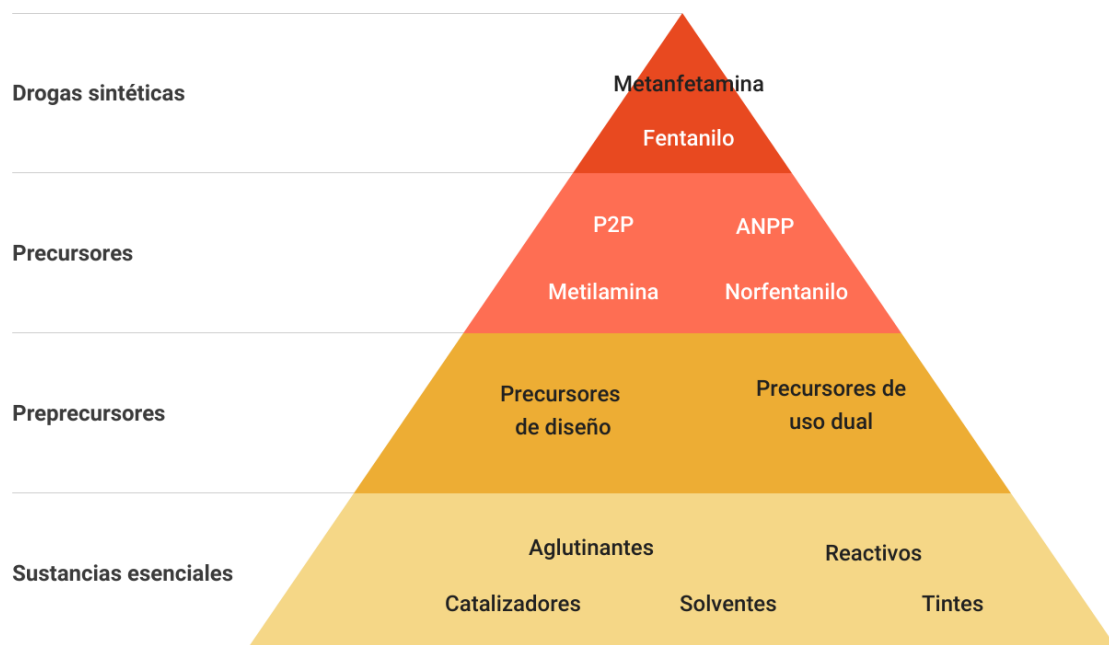 Drogas sintéticas
Metanfetamina
Fentanilo
Precursores
P2P
ANPP
Metilamina
Norfentanilo
Preprecursores
Precursores
de diseño
Precursores de
uso dual
Sustancias esenciales
Aglutinantes
Reactivos
Catalizadores
Solventes
Tintes